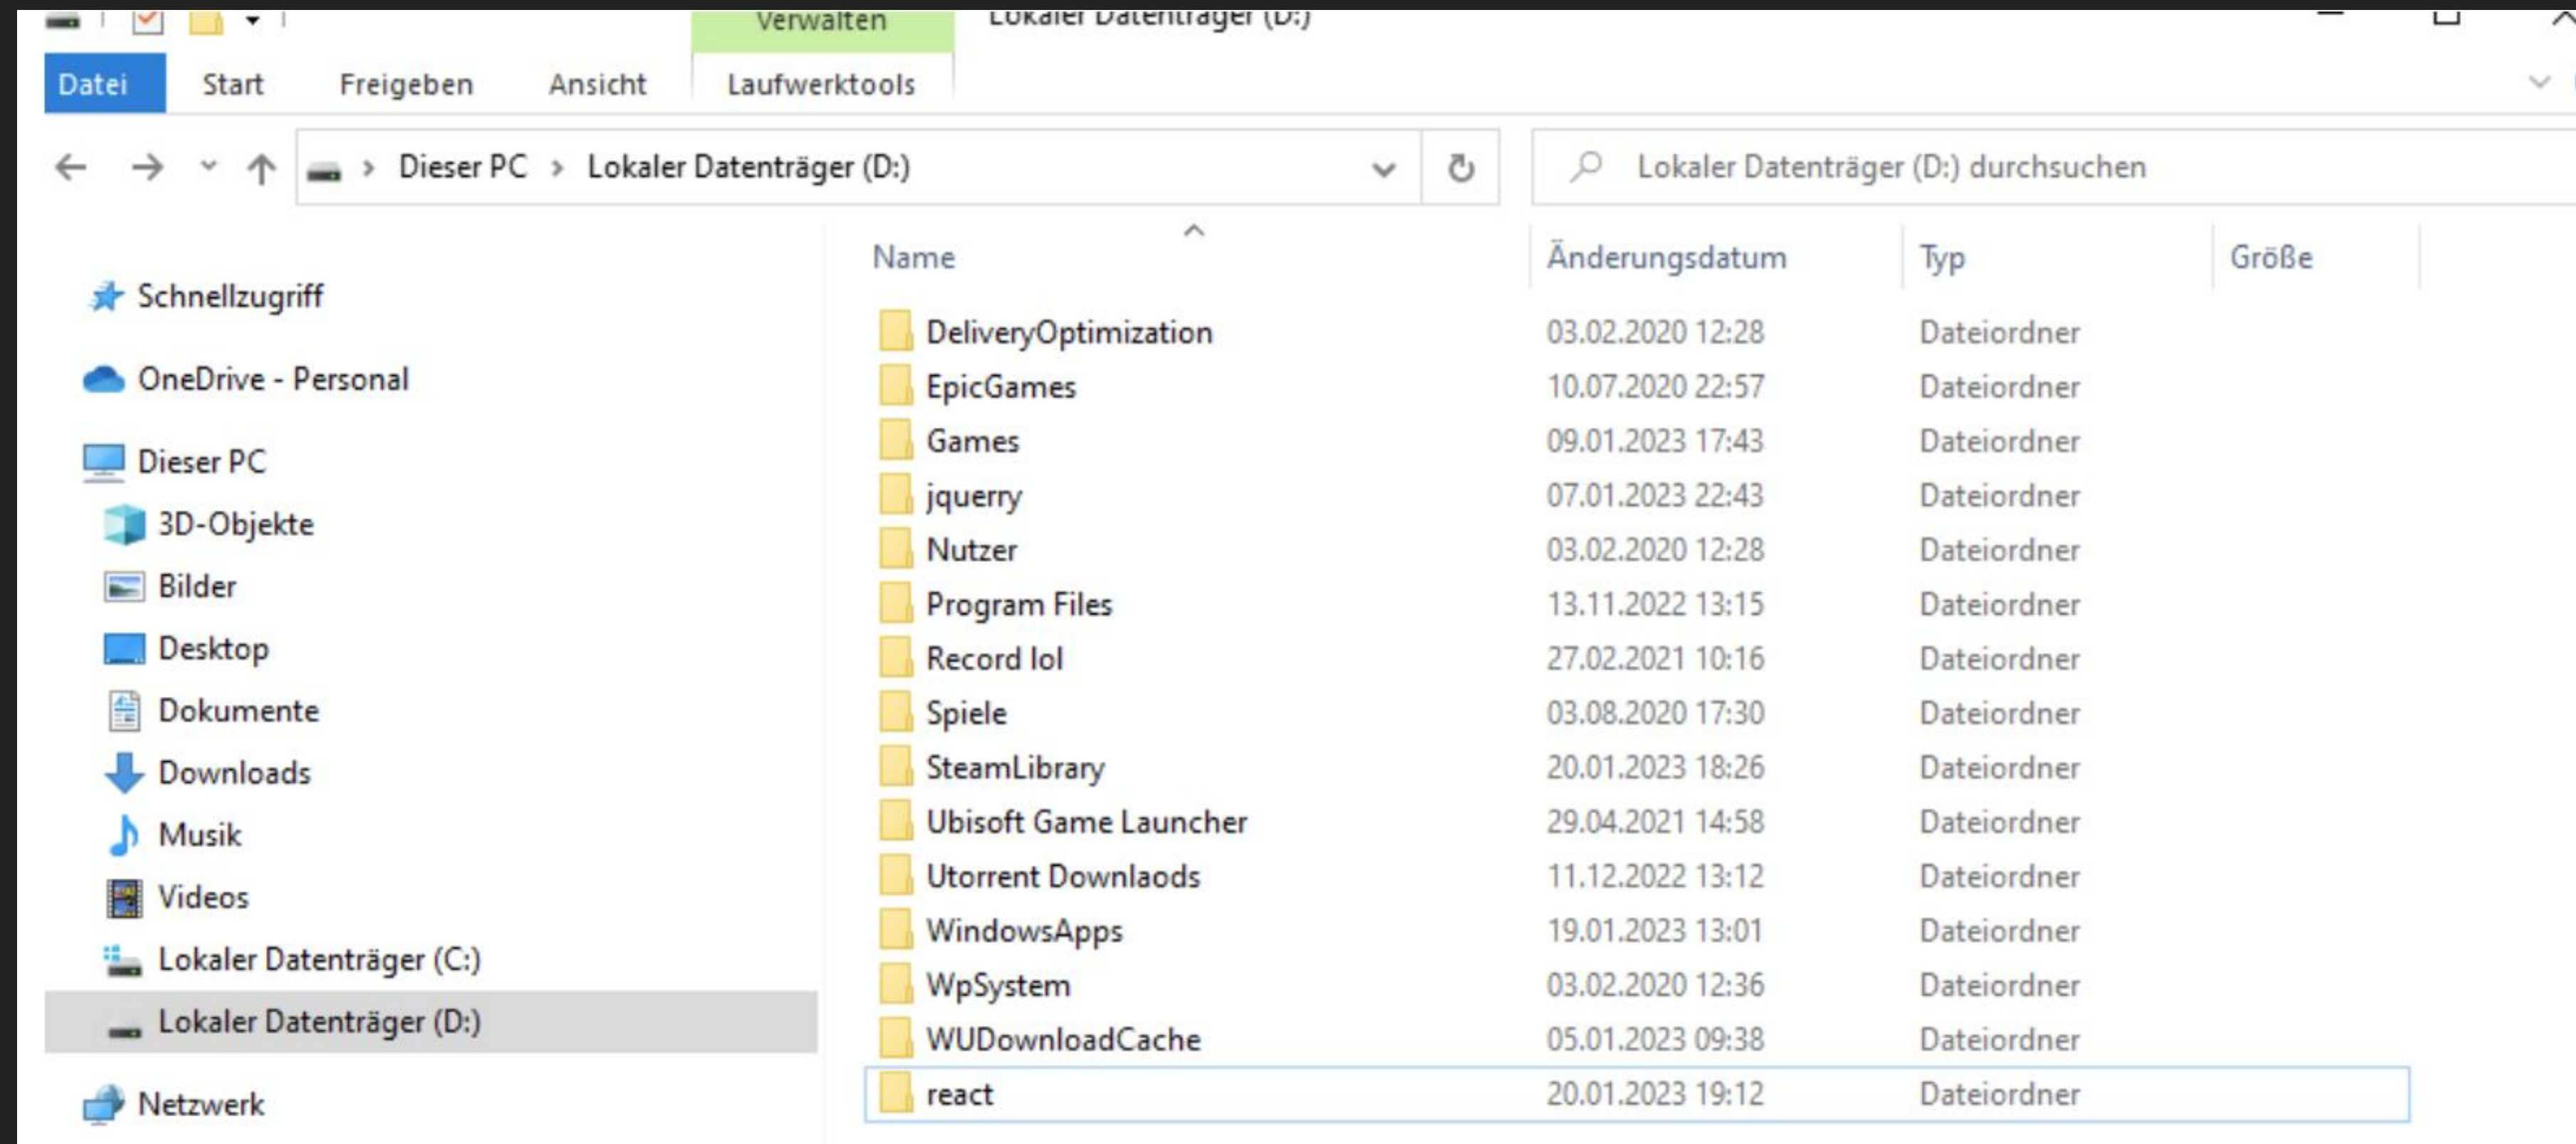 Verwalten Lokaler Datenträger (D:)
Datei Start Freigeben Ansicht Laufwerktools
Dieser PC Lokaler Datenträger (D:) Lokaler Datenträger (D:) durchsuchen
Schnellzugriff
OneDrive - Personal
Dieser PC
3D-Objekte
Bilder
Desktop
Dokumente
Downloads
Musik
Videos
Lokaler Datenträger (C:)
Lokaler Datenträger (D:)
Netzwerk
Name Änderungsdatum Typ Größe
DeliveryOptimization 03.02.2020 12:28 Dateiordner
EpicGames 10.07.2020 22:57 Dateiordner
Games 09.01.2023 17:43 Dateiordner
jquerry 07.01.2023 22:43 Dateiordner
Nutzer 03.02.2020 12:28 Dateiordner
Program Files 13.11.2022 13:15 Dateiordner
Record lol 27.02.2021 10:16 Dateiordner
Spiele 03.08.2020 17:30 Dateiordner
SteamLibrary 20.01.2023 18:26 Dateiordner
Ubisoft Game Launcher 29.04.2021 14:58 Dateiordner
Utorrent Downlaods 11.12.2022 13:12 Dateiordner
WindowsApps 19.01.2023 13:01 Dateiordner
WpSystem 03.02.2020 12:36 Dateiordner
WUDownloadCache 05.01.2023 09:38 Dateiordner
react 20.01.2023 19:12 Dateiordner